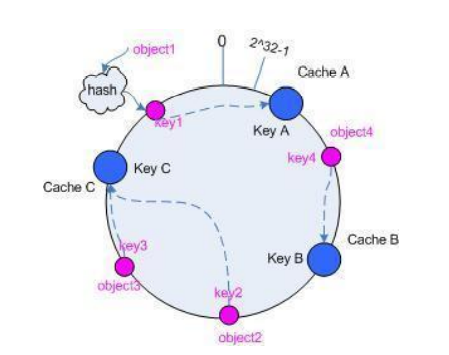 object1
0
2^32-1
Cache A
hash
key1
Key A
object4
key4
Key C
Cache C
Cache B
Key B
key3
object3
key2
object2